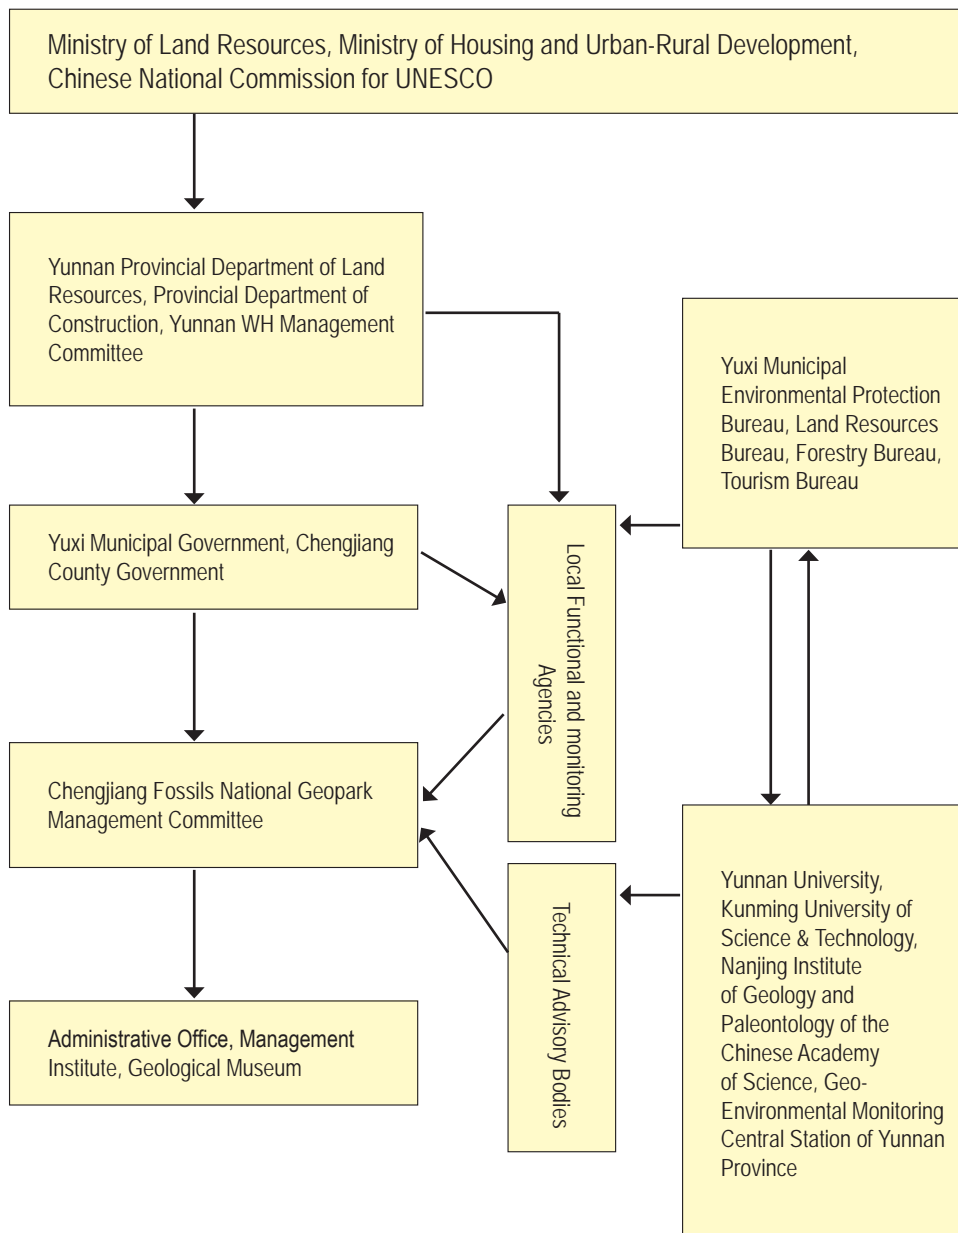 Ministry of Land Resources, Ministry of Housing and Urban-Rural Development,
Chinese National Commission for UNESCO
Yunnan Provincial Department of Land
Resources, Provincial Department of
Construction, Yunnan WH Management
Committee
Yuxi Municipal
Environmental Protection
Bureau, Land Resources
Bureau, Forestry Bureau,
Tourism Bureau
Yuxi Municipal Government, Chengjiang
County Government
Local Functional and monitoring
Agencies
Chengjiang Fossils National Geopark
Management Committee
Technical Advisory Bodies
Yunnan University,
Kunming University of
Science & Technology,
Nanjing Institute
of Geology and
Paleontology of the
Chinese Academy
of Science, Geo-
Environmental Monitoring
Central Station of Yunnan
Province
Administrative Office, Management
Institute, Geological Museum